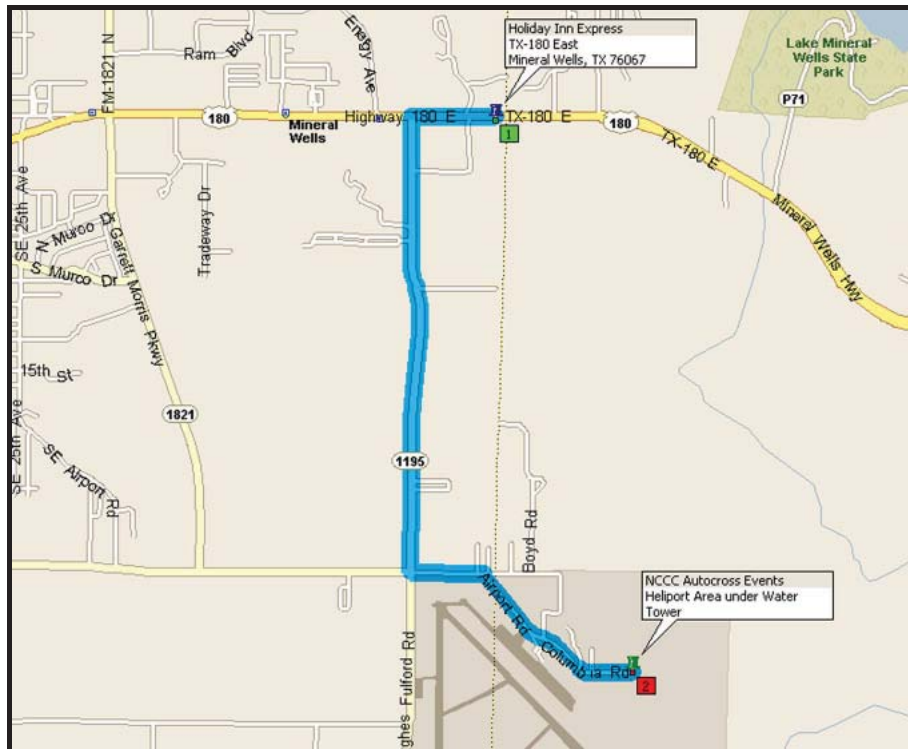 Holiday Inn Express
TX-180 East
Mineral Wells, TX 76067
Lake Mineral
Wells State
Park
FM-1821 N
Ram Blvd
Energy Ave
P71
180
Mineral
Wells
Highway 180 E
TX-180 E
1
180
TX-180 E
Mineral Wells Hwy
SE 25th Ave
N Murco Dr
S Murco Dr
Garrett Morris Pkwy
Tradeway Dr
15th St
1821
SE 25th Ave
SE Airport Rd
1195
Boyd Rd
NCCC Autocross Events
Heliport Area under Water
Tower
Airport Rd
Columbia Rd
2
ghes Fulford Rd